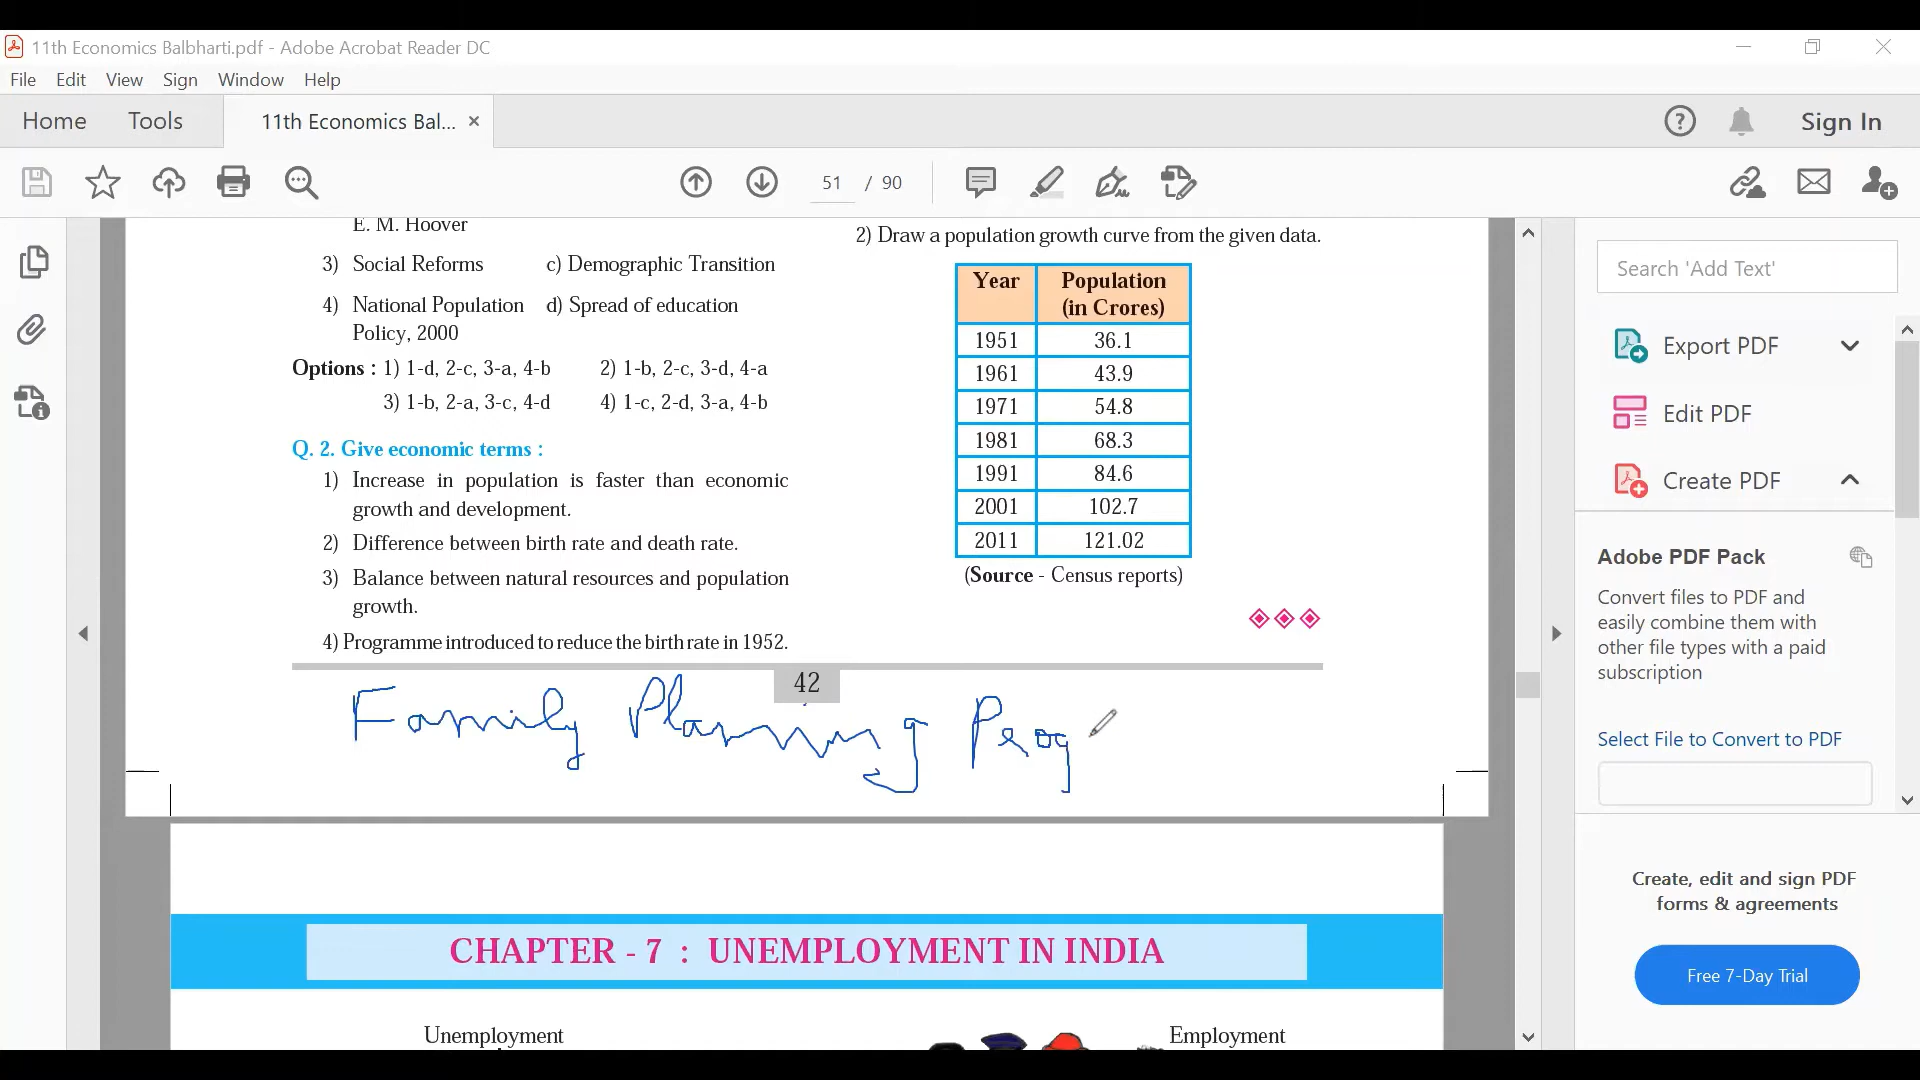 11th Economics Balbharti.pdf - Adobe Acrobat Reader DC
File Edit View Sign Window Help
Home Tools 11th Economics Bal... × Sign In
51 / 90
E. M. Hoover
3) Social Reforms c) Demographic Transition
4) National Population d) Spread of education
Policy, 2000
Options : 1) 1-d, 2-c, 3-a, 4-b 2) 1-b, 2-c, 3-d, 4-a
3) 1-b, 2-a, 3-c, 4-d 4) 1-c, 2-d, 3-a, 4-b
Q. 2. Give economic terms :
1) Increase in population is faster than economic
growth and development.
2) Difference between birth rate and death rate.
3) Balance between natural resources and population
growth.
4) Programme introduced to reduce the birth rate in 1952.
2) Draw a population growth curve from the given data.
Year Population
(in Crores)
1951 36.1
1961 43.9
1971 54.8
1981 68.3
1991 84.6
2001 102.7
2011 121.02
(Source - Census reports)
42
Family Planning Prog
CHAPTER - 7 : UNEMPLOYMENT IN INDIA
Unemployment Employment
Search 'Add Text'
Export PDF
Edit PDF
Create PDF
Adobe PDF Pack
Convert files to PDF and
easily combine them with
other file types with a paid
subscription
Select File to Convert to PDF
Create, edit and sign PDF
forms & agreements
Free 7-Day Trial